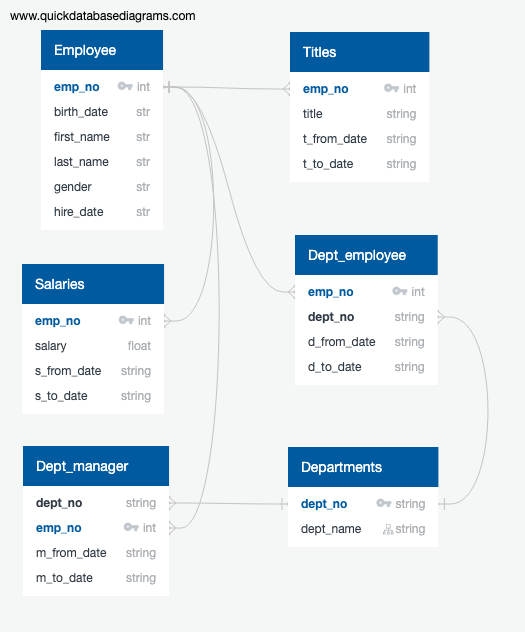 www.quickdatabasediagrams.com
Employee
emp_no int
birth_date str
first_name str
last_name str
gender str
hire_date str
Titles
emp_no int
title string
t_from_date string
t_to_date string
Salaries
emp_no int
salary float
s_from_date string
s_to_date string
Dept_employee
emp_no int
dept_no string
d_from_date string
d_to_date string
Dept_manager
dept_no string
emp_no int
m_from_date string
m_to_date string
Departments
dept_no string
dept_name string